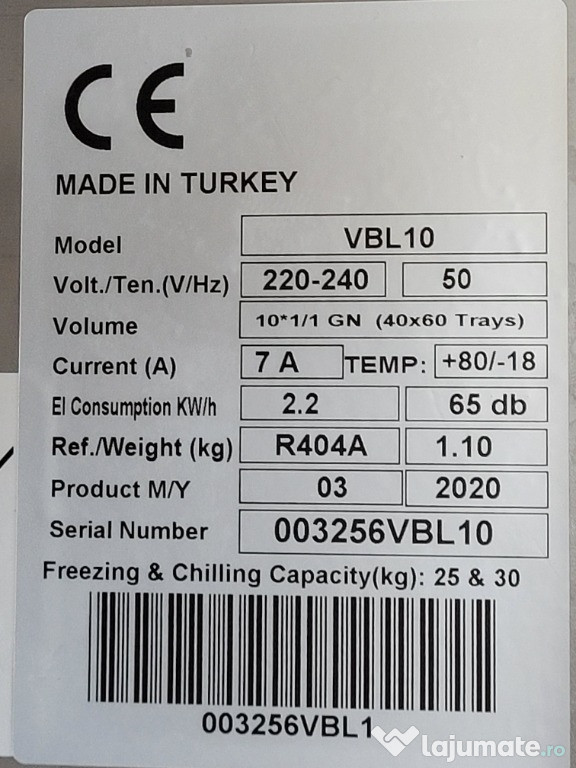 CE
MADE IN TURKEY
Model VBL10
Volt./Ten.(V/Hz) 220-240 50
Volume 10*1/1 GN (40x60 Trays)
Current (A) 7 A TEMP: +80/-18
El Consumption KW/h 2.2 65 db
Ref./Weight (kg) R404A 1.10
Product M/Y 03 2020
Serial Number 003256VBL10
Freezing & Chilling Capacity(kg): 25 & 30
003256VBL1
lajumate.ro